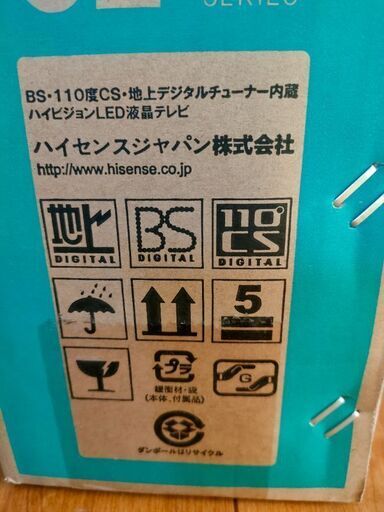 SERIES
BS・110度CS・地上デジタルチューナー内蔵
ハイビジョンLED液晶テレビ
ハイセンスジャパン株式会社
http://www.hisense.co.jp
地上 DIGITAL
BS DIGITAL
110° CS DIGITAL
5
プラ
G
緩衝材・袋
(本体、付属品)
ダンボールはリサイクル